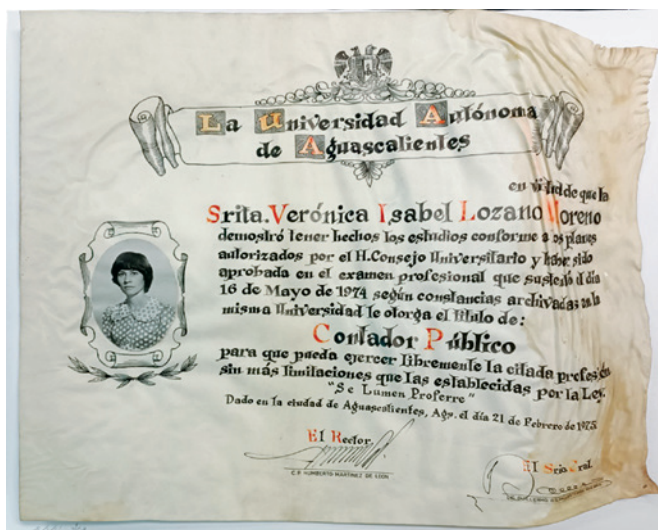 La Universidad Autónoma
de Aguascalientes
en virtud de que la
Srita. Verónica Isabel Lozano Moreno
demostró tener hechos los estudios conforme a los planes
autorizados por el H. Consejo Universitario y haber sido
aprobada en el examen profesional que sustentó el día
16 de Mayo de 1974 según constancias archivadas en la
misma Universidad le otorga el título de:
Contador Público
para que pueda ejercer libremente la citada profesión
sin más limitaciones que las establecidas por la Ley.
"Se Lumen Proferre"
Dado en la ciudad de Aguascalientes, Ags. el día 21 de Febrero de 1975.
El Rector.
C.P. HUMBERTO MARTINEZ DE LEON
El Srio. Gral.